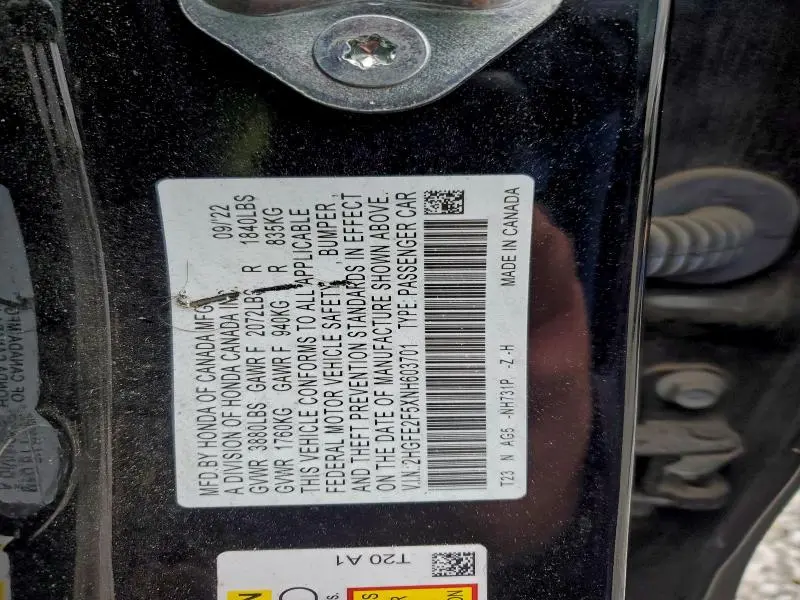 MFD.BY HONDA OF CANADA MFG.
09/'22
A DIVISION OF HONDA CANADA
GVWR 3880LBS GAWR F 2072LBS R 1840LBS
GVWR 1760KG GAWR F 940KG R 835KG
THIS VEHICLE CONFORMS TO ALL APPLICABLE
FEDERAL MOTOR VEHICLE SAFETY, BUMPER,
AND THEFT PREVENTION STANDARDS IN EFFECT
ON THE DATE OF MANUFACTURE SHOWN ABOVE.
V.I.N.:2HGFE2F5XNH603701 TYPE:PASSENGER CAR
T23 N AG5 -NH731P -Z -H MADE IN CANADA
T20 A1